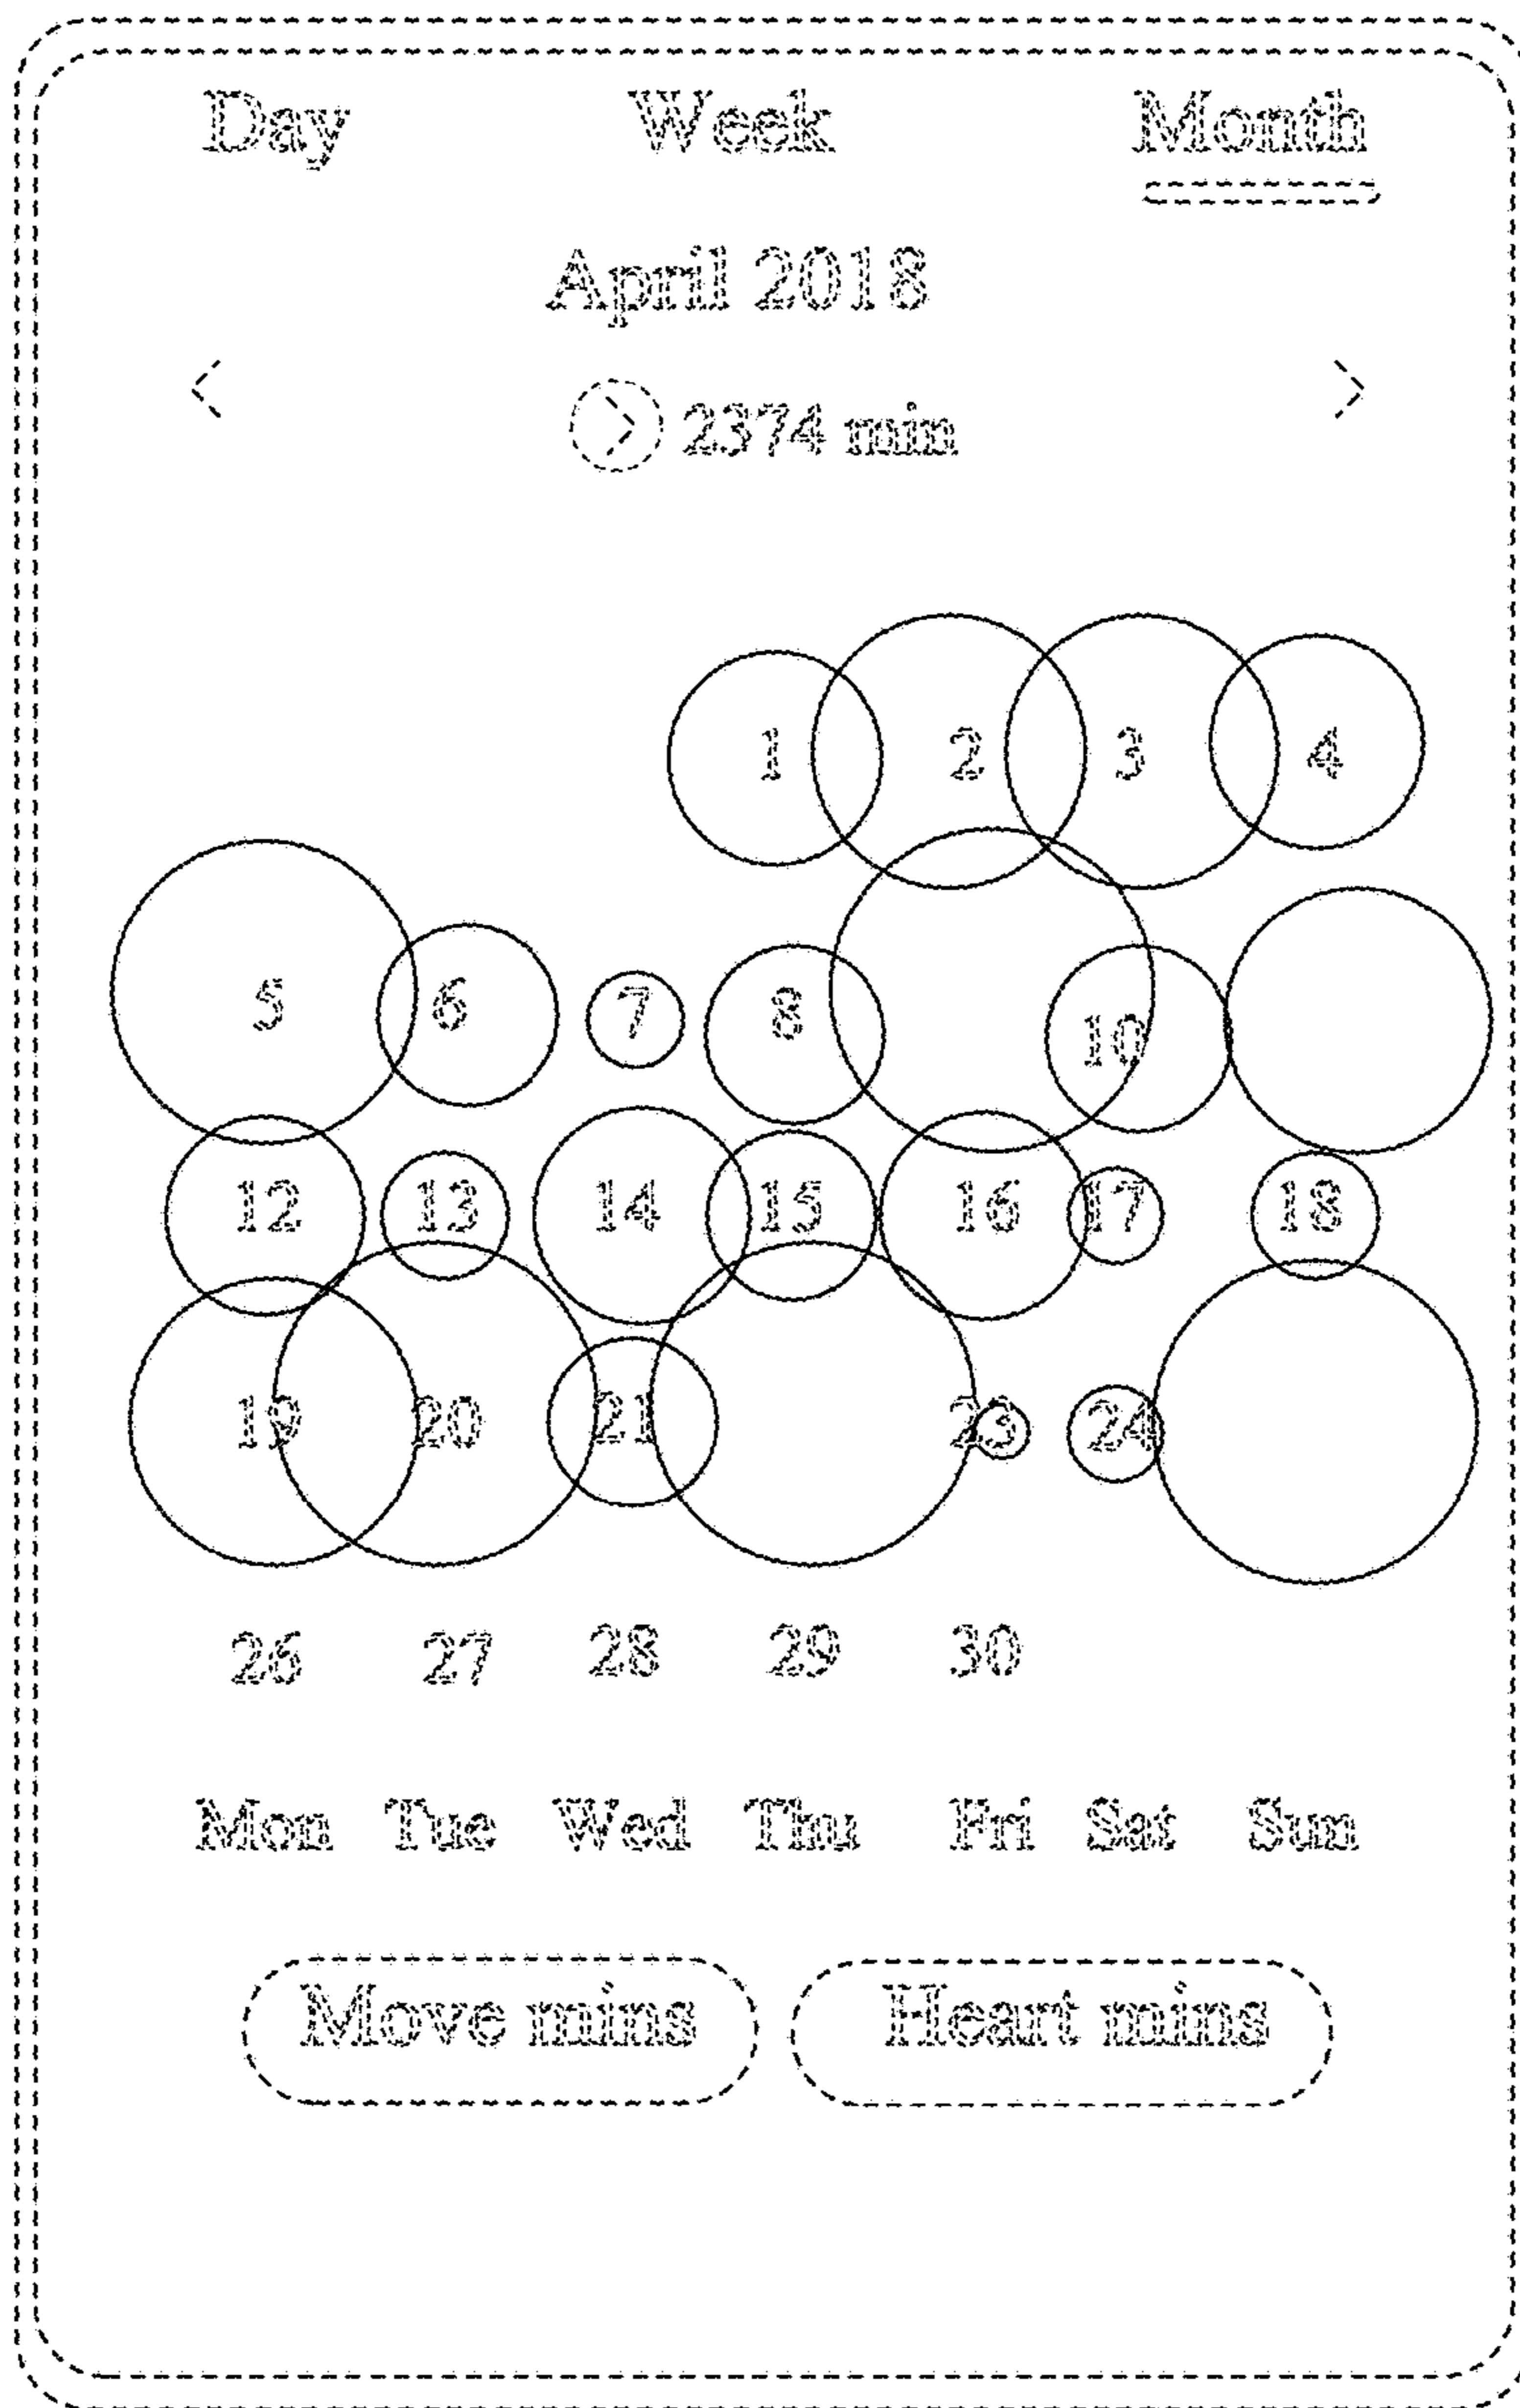 Day Week Month
April 2018
2374 min
1 2 3 4
5 6 7 8 10
12 13 14 15 16 17 18
19 20 21 23 24
26 27 28 29 30
Mon Tue Wed Thu Fri Sat Sun
Move mins Heart mins